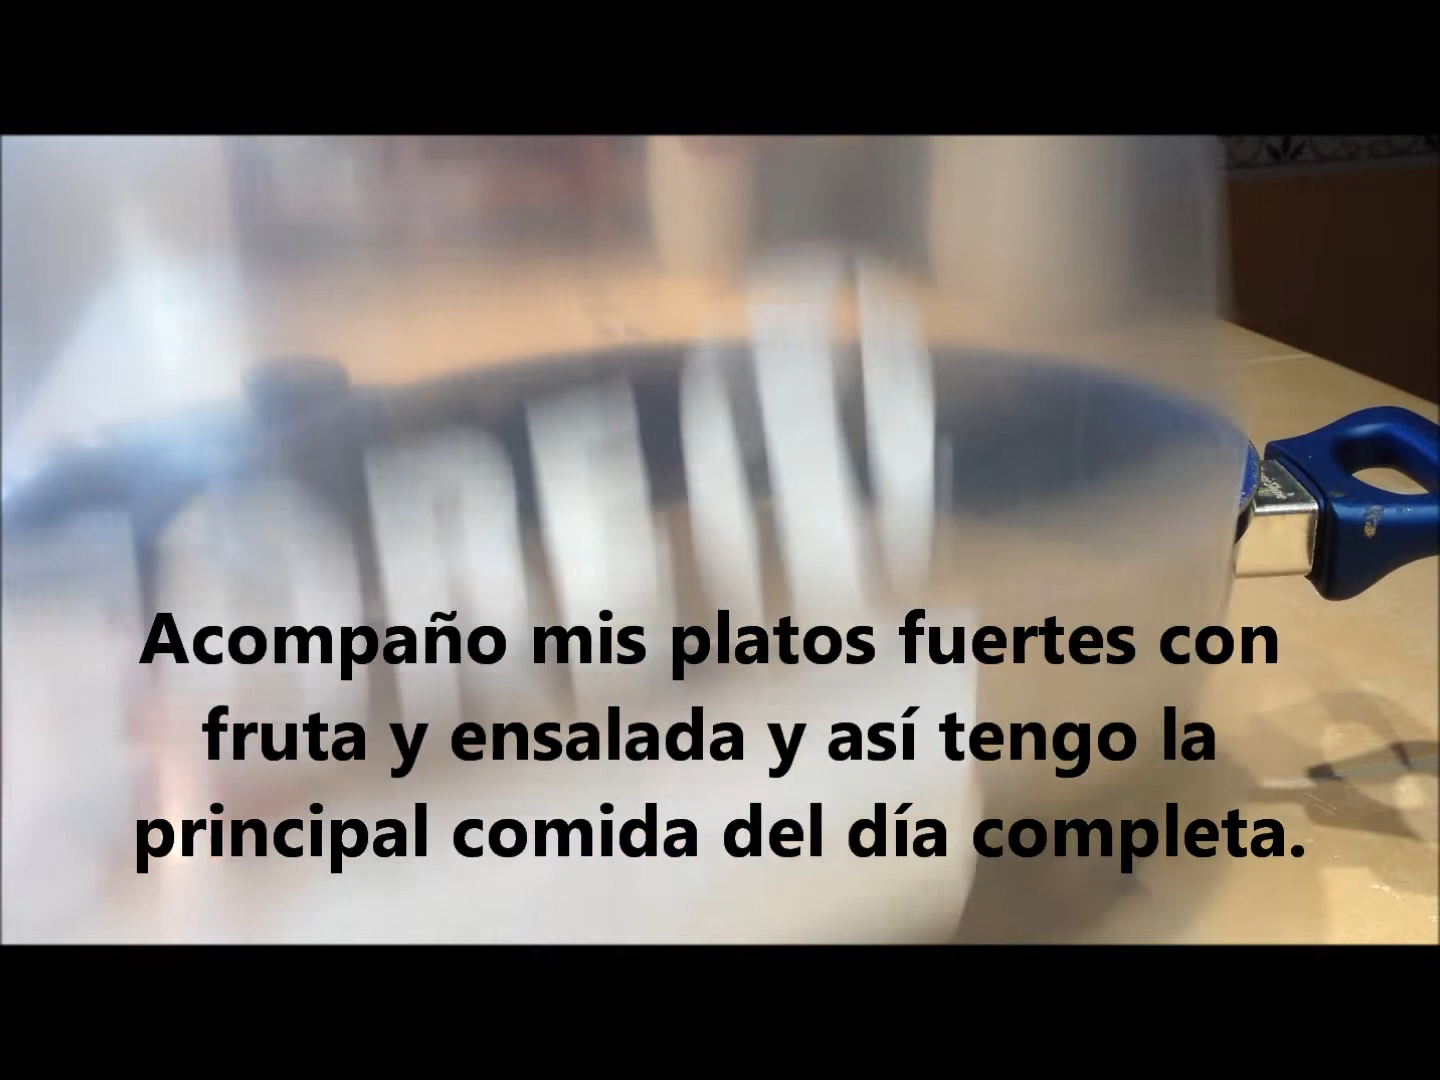 Acompaño mis platos fuertes con
fruta y ensalada y así tengo la
principal comida del día completa.